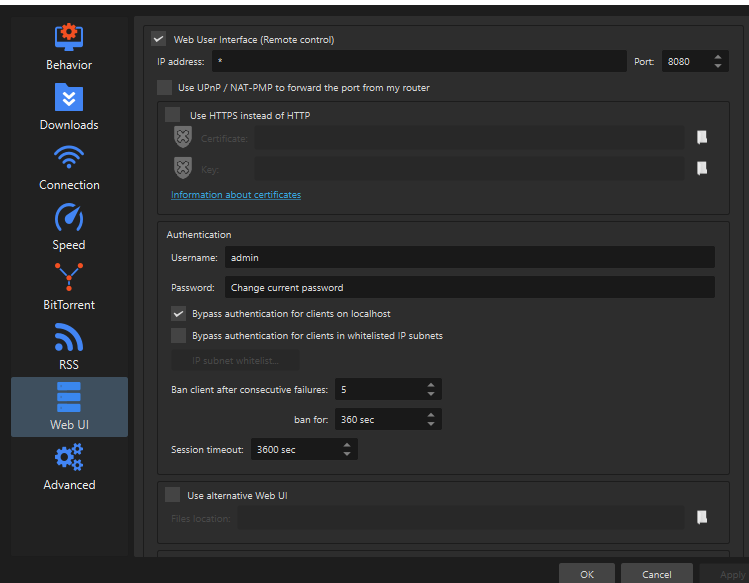 Behavior
Downloads
Connection
Speed
BitTorrent
RSS
Web UI
Advanced
Web User Interface (Remote control)
IP address: * Port: 8080
Use UPnP / NAT-PMP to forward the port from my router
Use HTTPS instead of HTTP
Certificate:
Key:
Information about certificates
Authentication
Username: admin
Password: Change current password
Bypass authentication for clients on localhost
Bypass authentication for clients in whitelisted IP subnets
IP subnet whitelist...
Ban client after consecutive failures: 5
ban for: 360 sec
Session timeout: 3600 sec
Use alternative Web UI
Files location:
OK Cancel Apply